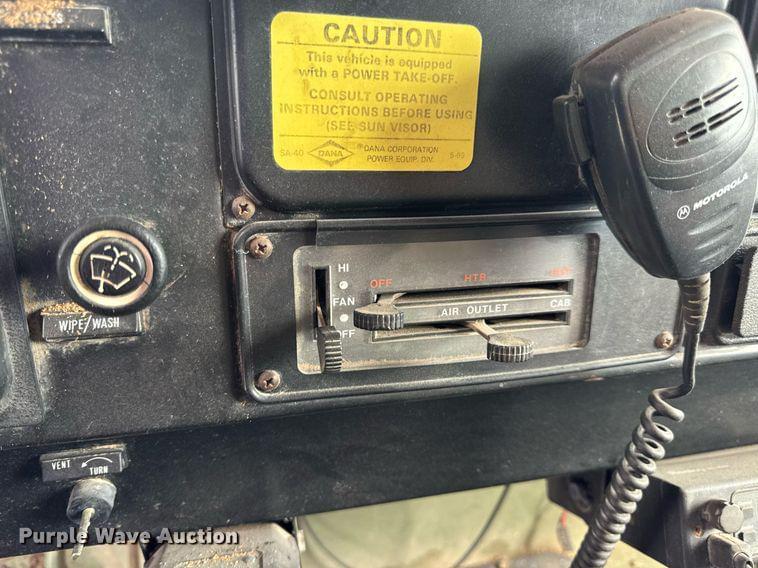 CAUTION
This vehicle is equipped
with a POWER TAKE-OFF.
CONSULT OPERATING
INSTRUCTIONS BEFORE USING
(SEE SUN VISOR)
SA-40 DANA DANA CORPORATION
POWER EQUIP. DIV.
MOTOROLA
HI
FAN
OFF
OFF HTR
AIR OUTLET CAB
WIPE/WASH
VENT TURN
Purple Wave Auction